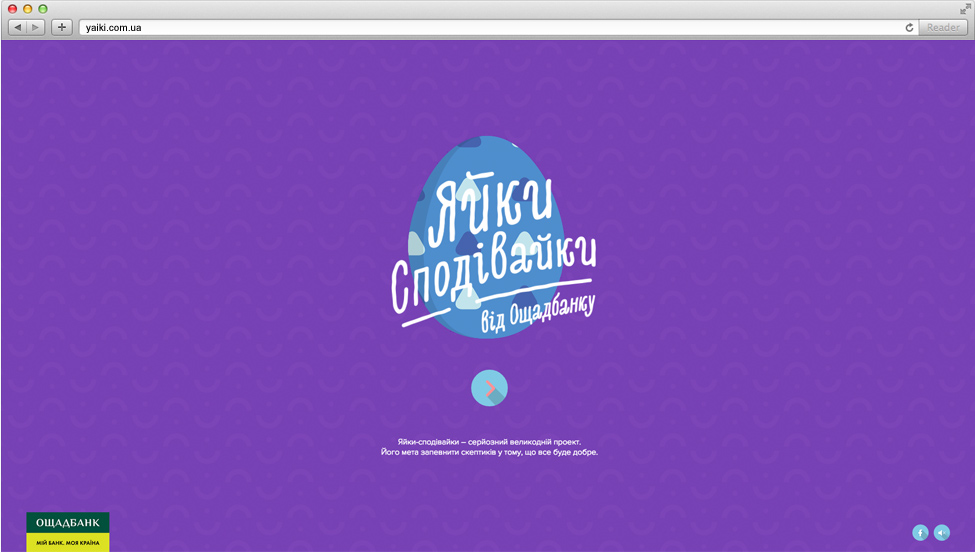 yaiki.com.ua
Reader
Яйки
Сподівайки
від Ощадбанку
Яйки-сподівайки – серйозний великодній проект.
Його мета запевнити скептиків у тому, що все буде добре.
ОЩАДБАНК
МІЙ БАНК. МОЯ КРАЇНА